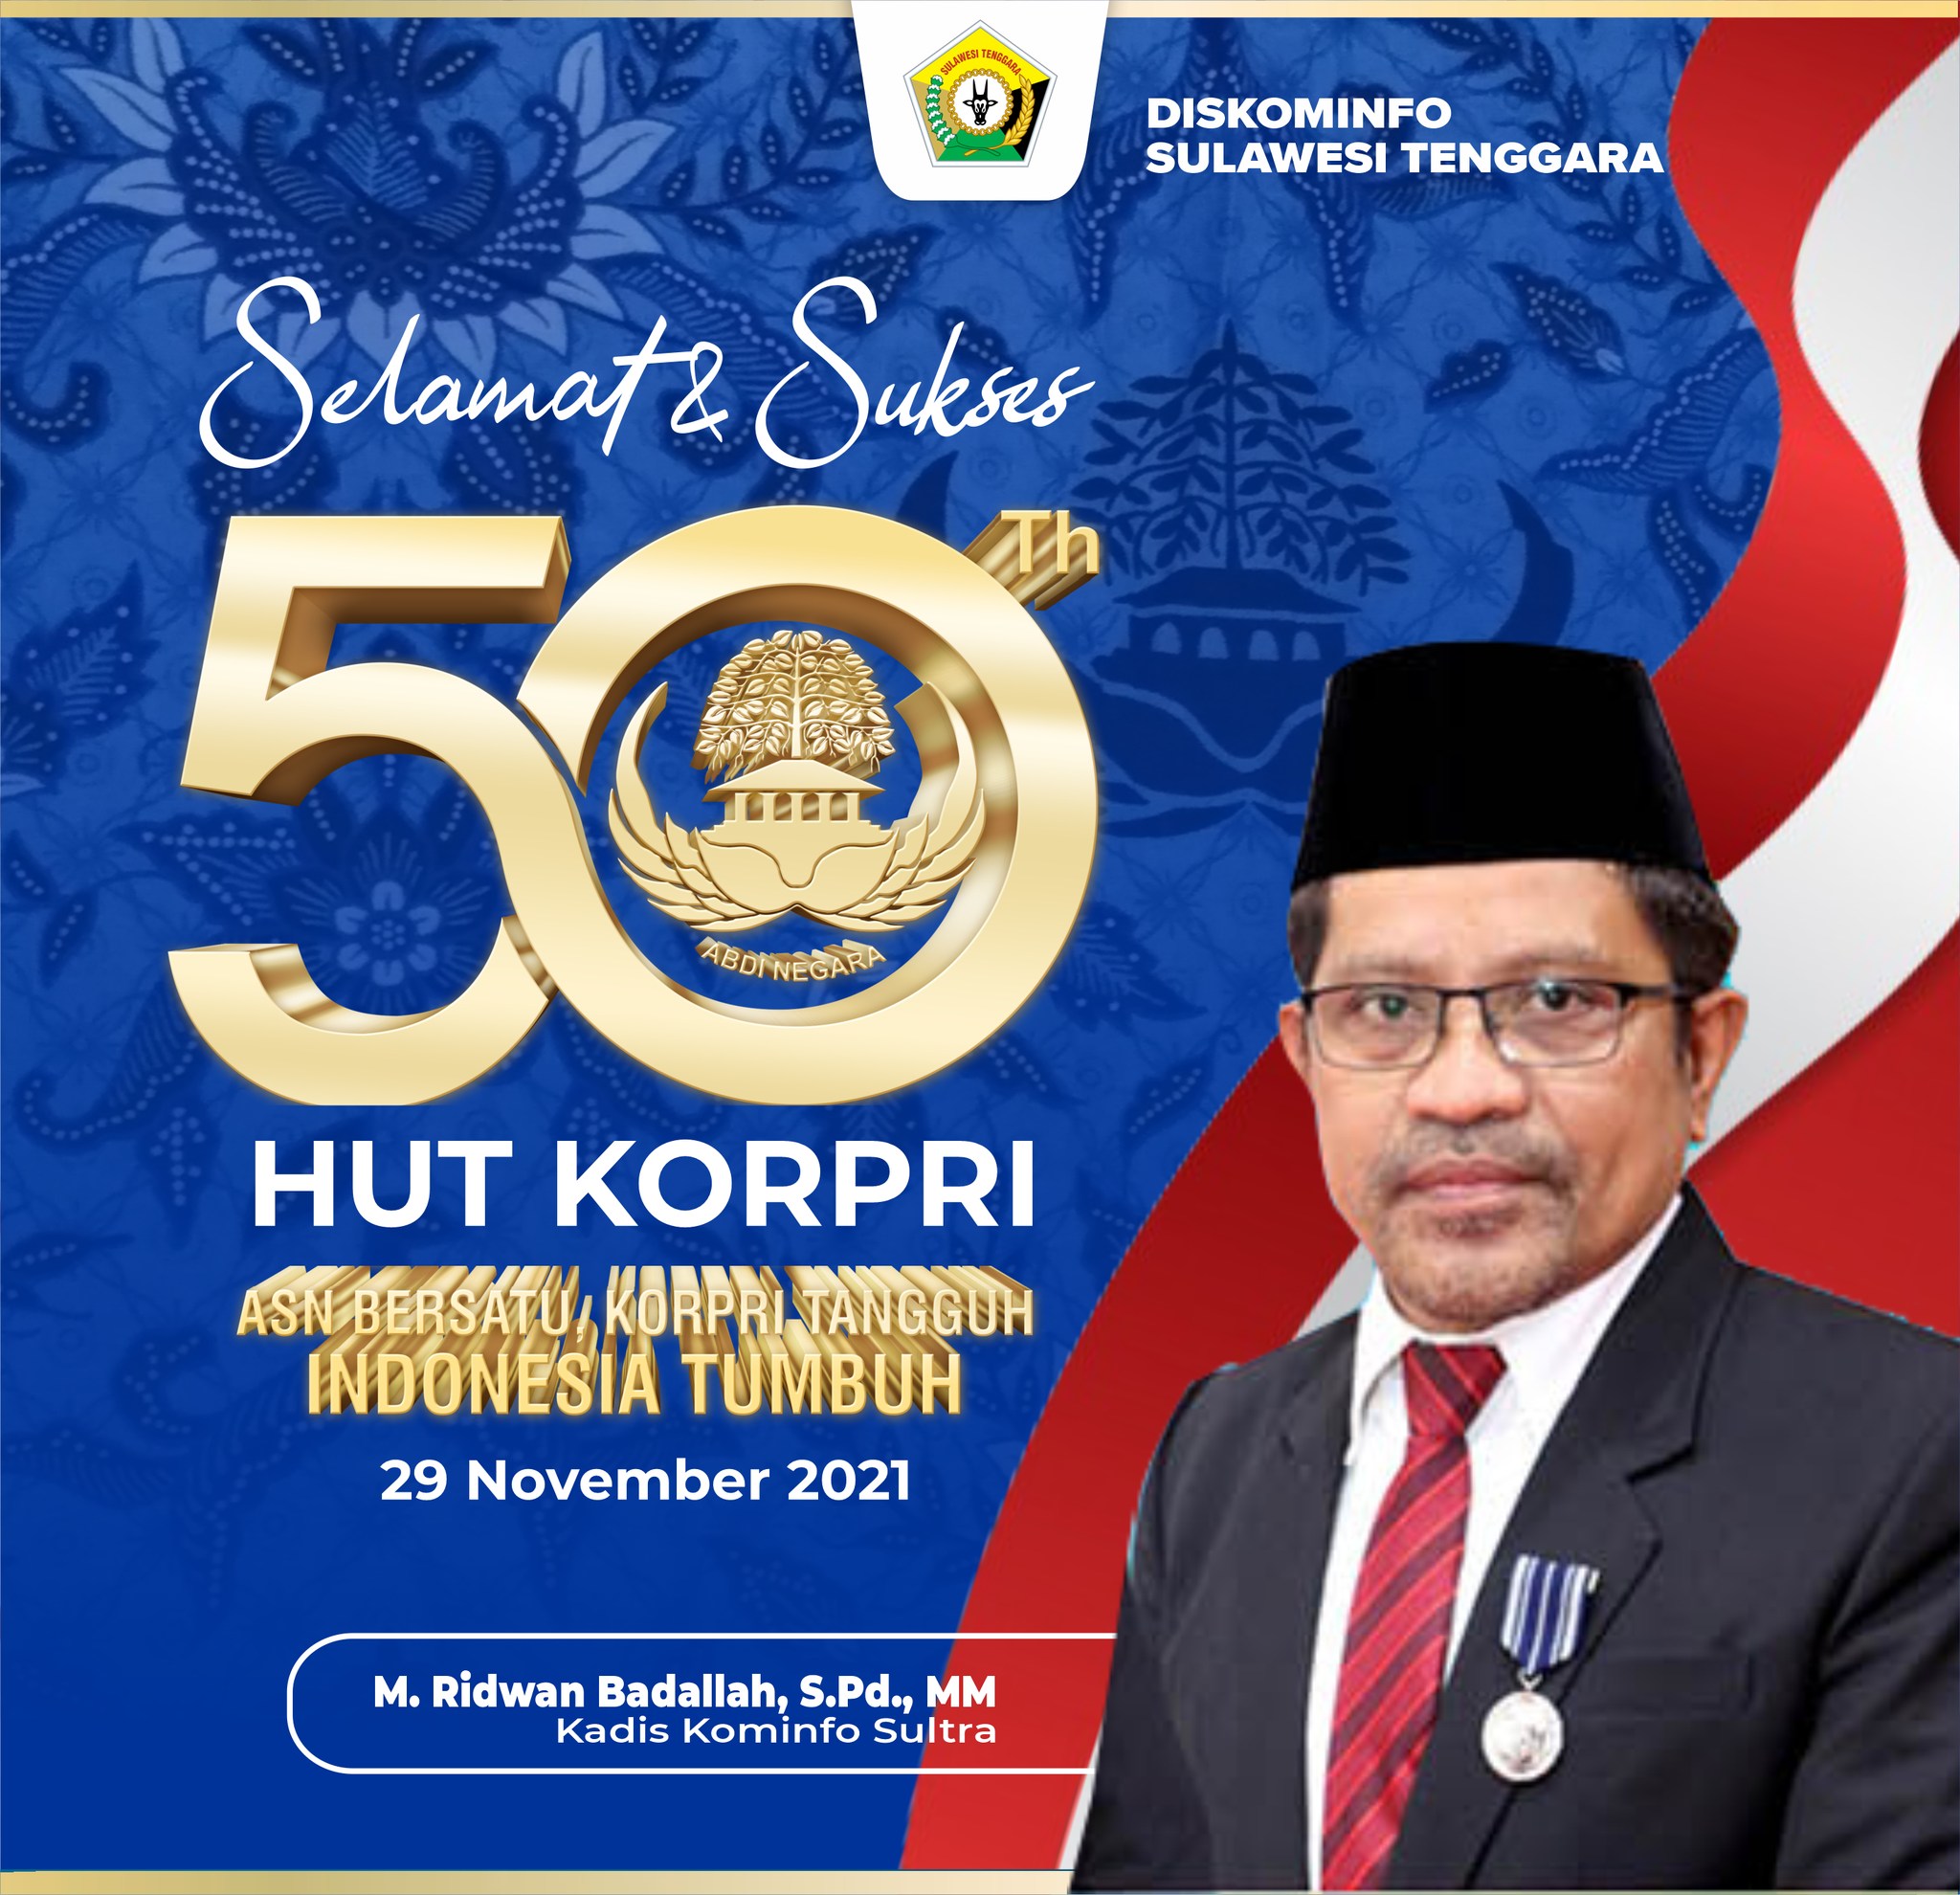 SULAWESI TENGGARA
DISKOMINFO
SULAWESI TENGGARA
Selamat & Sukses
50Th
ABDI NEGARA
HUT KORPRI
ASN BERSATU, KORPRI TANGGUH
INDONESIA TUMBUH
29 November 2021
M. Ridwan Badallah, S.Pd., MM
Kadis Kominfo Sultra